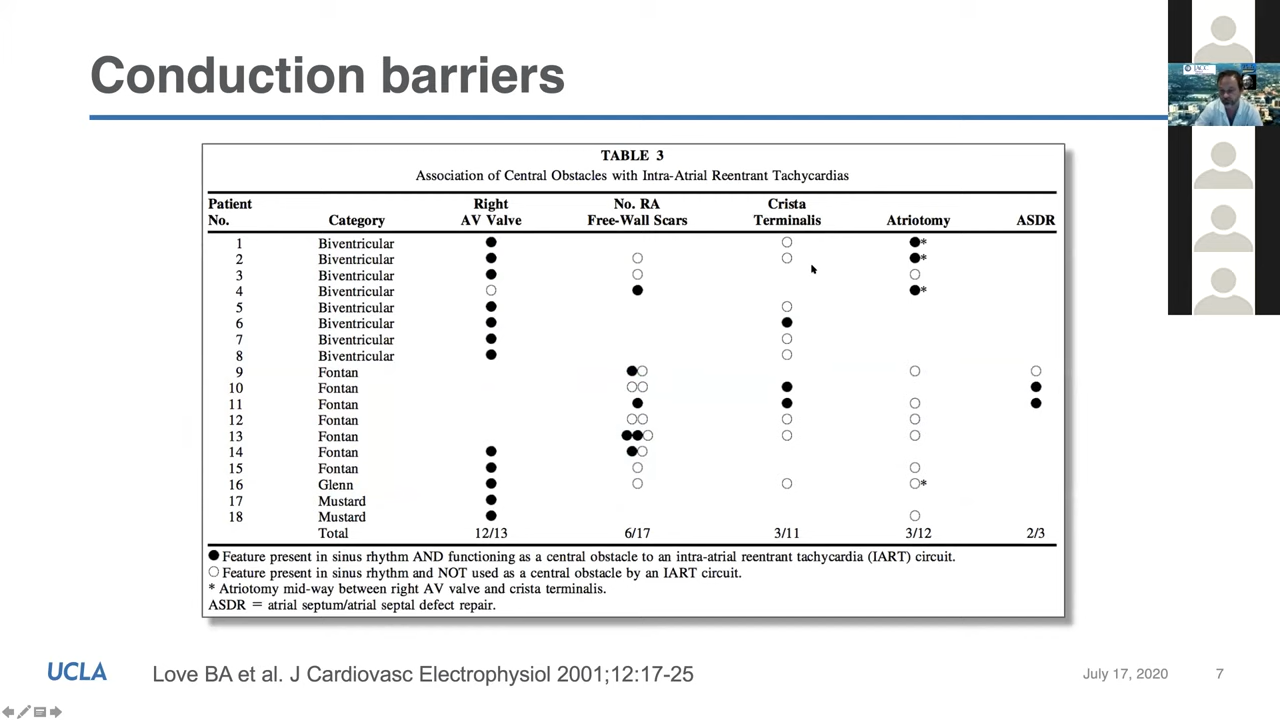 Conduction barriers
TABLE 3
Association of Central Obstacles with Intra-Atrial Reentrant Tachycardias
Patient No. Category Right AV Valve No. RA Free-Wall Scars Crista Terminalis Atriotomy ASDR
1 Biventricular ● ○ ●*
2 Biventricular ● ○ ○ ●*
3 Biventricular ● ○ ○
4 Biventricular ○ ● ●*
5 Biventricular ● ○
6 Biventricular ● ●
7 Biventricular ● ○
8 Biventricular ● ○
9 Fontan ●○ ○ ○
10 Fontan ○○ ● ●
11 Fontan ● ● ○ ●
12 Fontan ○○ ○ ○
13 Fontan ●●○ ○ ○
14 Fontan ● ●○
15 Fontan ● ○ ○
16 Glenn ● ○ ○ ○*
17 Mustard ●
18 Mustard ● ○
Total 12/13 6/17 3/11 3/12 2/3
● Feature present in sinus rhythm AND functioning as a central obstacle to an intra-atrial reentrant tachycardia (IART) circuit.
○ Feature present in sinus rhythm and NOT used as a central obstacle by an IART circuit.
* Atriotomy mid-way between right AV valve and crista terminalis.
ASDR = atrial septum/atrial septal defect repair.
UCLA Love BA et al. J Cardiovasc Electrophysiol 2001;12:17-25 July 17, 2020 7